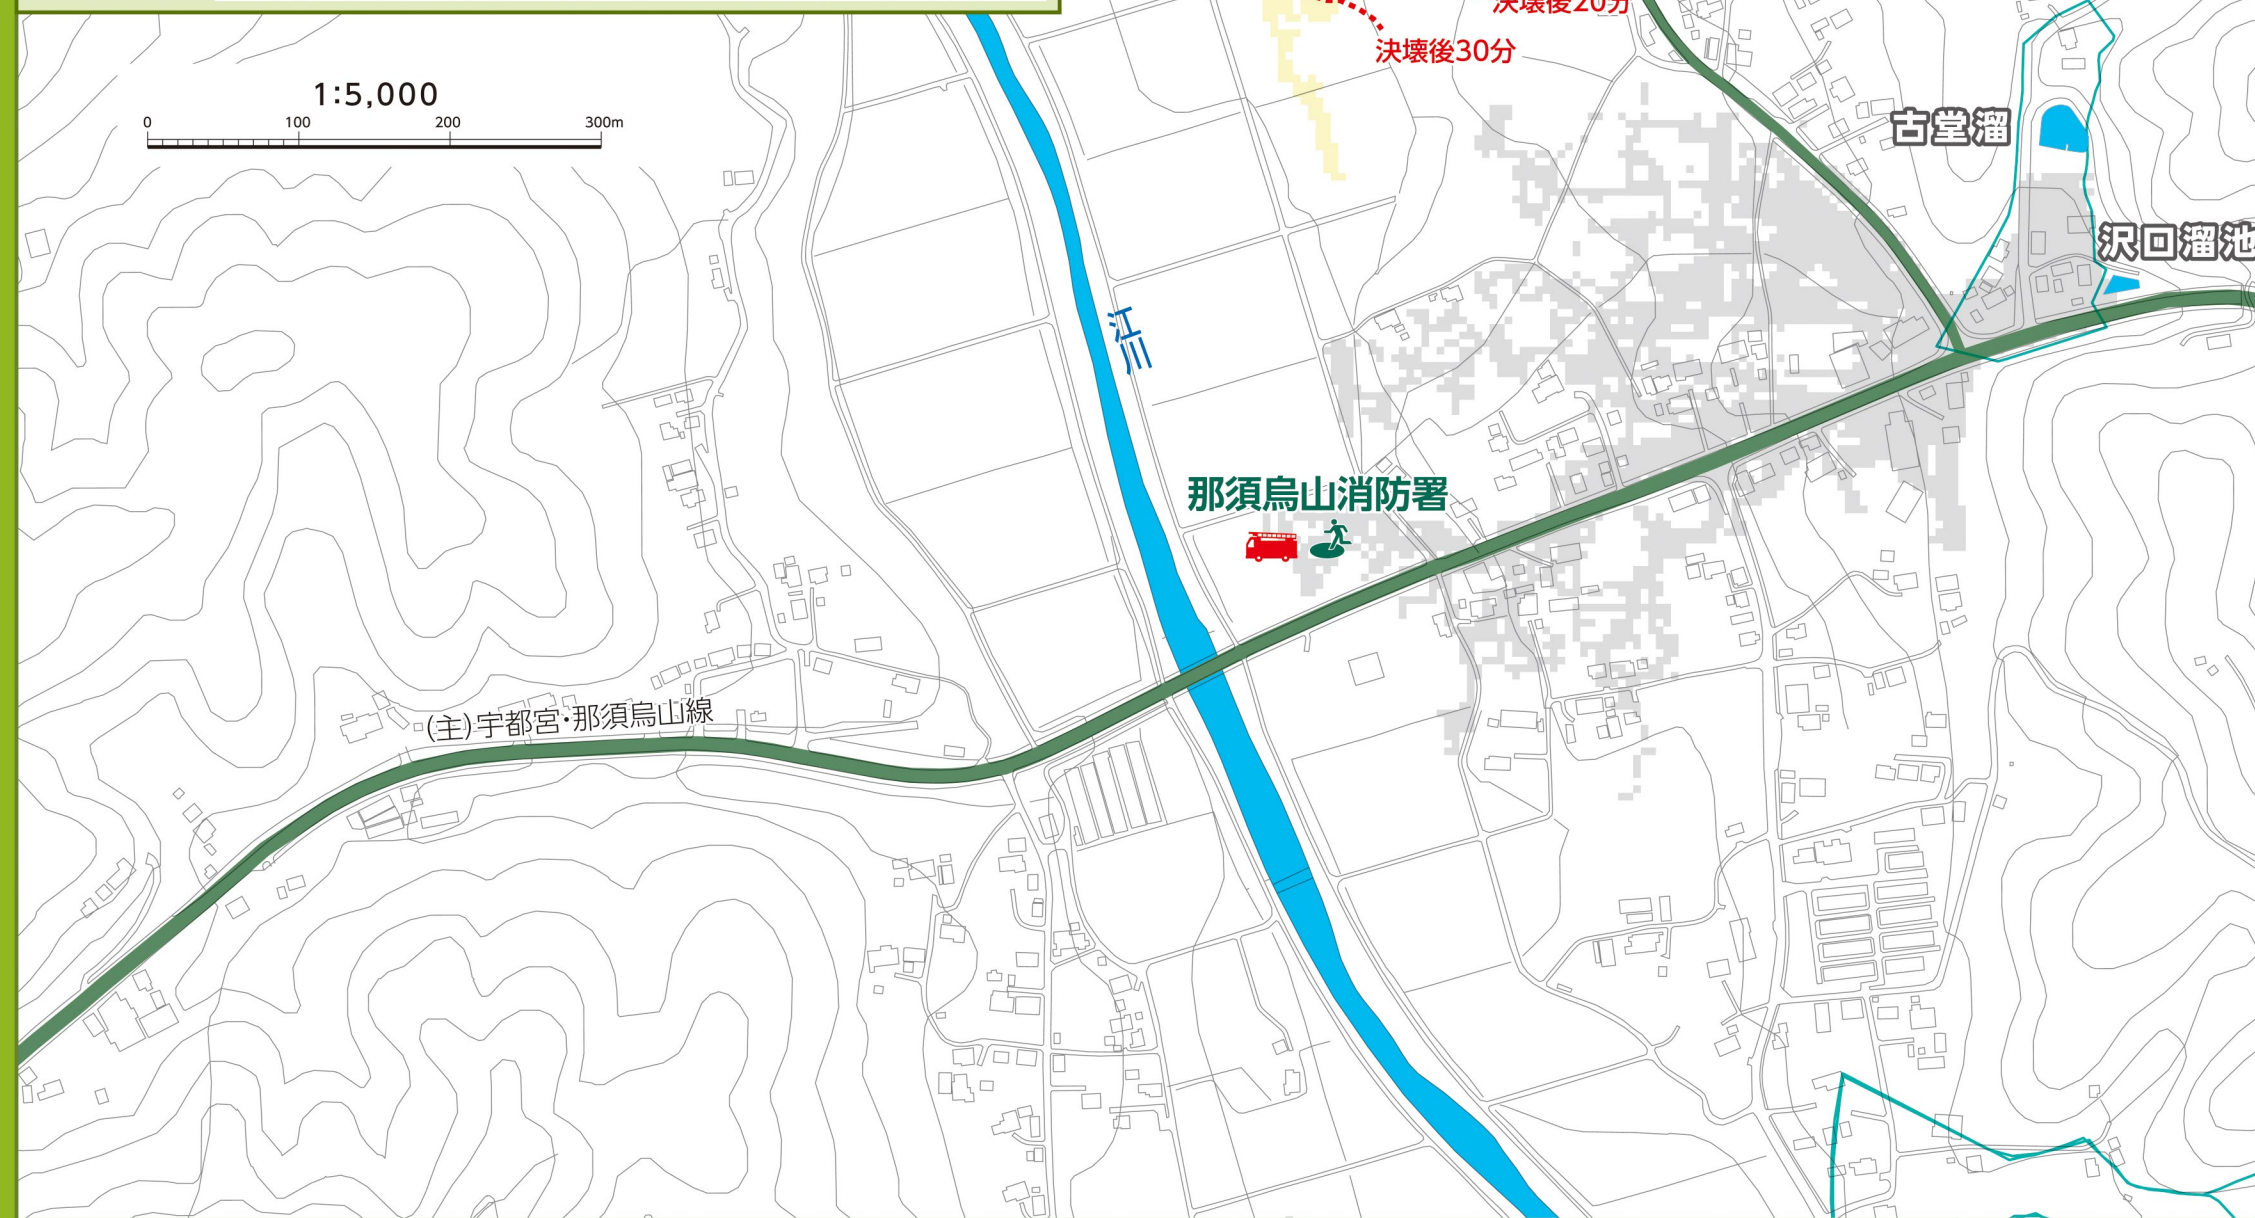 決壊後20分
決壊後30分
1:5,000
0 100 200 300m
古堂溜
沢口溜池
江川
那須烏山消防署
(主)宇都宮・那須烏山線